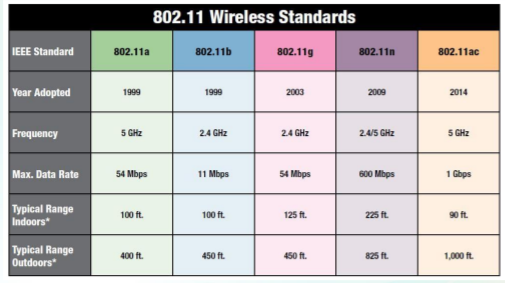 802.11 Wireless Standards
IEEE Standard 802.11a 802.11b 802.11g 802.11n 802.11ac
Year Adopted 1999 1999 2003 2009 2014
Frequency 5 GHz 2.4 GHz 2.4 GHz 2.4/5 GHz 5 GHz
Max. Data Rate 54 Mbps 11 Mbps 54 Mbps 600 Mbps 1 Gbps
Typical Range
Indoors* 100 ft. 100 ft. 125 ft. 225 ft. 90 ft.
Typical Range
Outdoors* 400 ft. 450 ft. 450 ft. 825 ft. 1,000 ft.